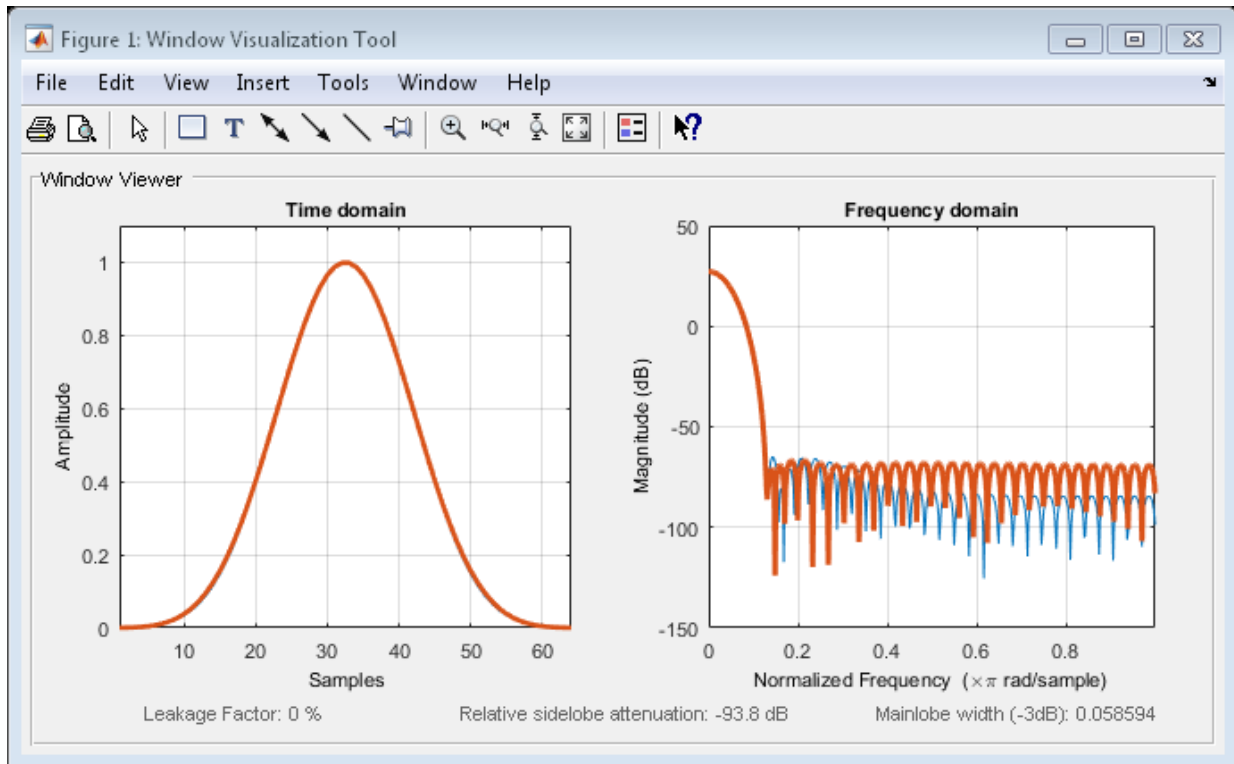 Figure 1: Window Visualization Tool
File Edit View Insert Tools Window Help
T
?
Window Viewer
Time domain
1
0.8
0.6
0.4
0.2
0
Amplitude
10 20 30 40 50 60
Samples
Frequency domain
50
0
-50
-100
-150
Magnitude (dB)
0 0.2 0.4 0.6 0.8
Normalized Frequency (×π rad/sample)
Leakage Factor: 0 % Relative sidelobe attenuation: -93.8 dB Mainlobe width (-3dB): 0.058594